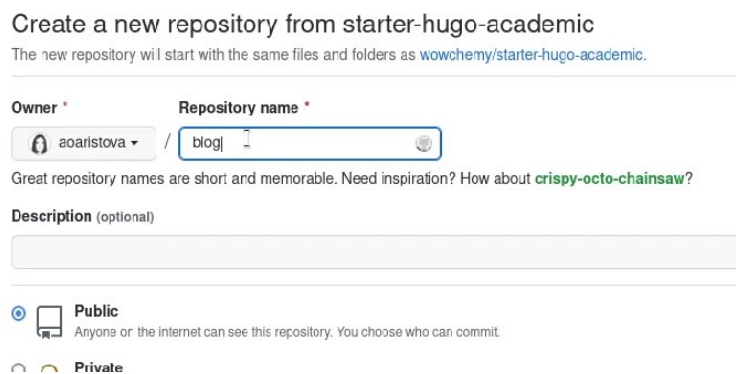 Create a new repository from starter-hugo-academic
The new repository will start with the same files and folders as wowchemy/starter-hugo-academic.
Owner * Repository name *
aoaristova / blog
Great repository names are short and memorable. Need inspiration? How about crispy-octo-chainsaw?
Description (optional)
Public
Anyone on the internet can see this repository. You choose who can commit.
Private